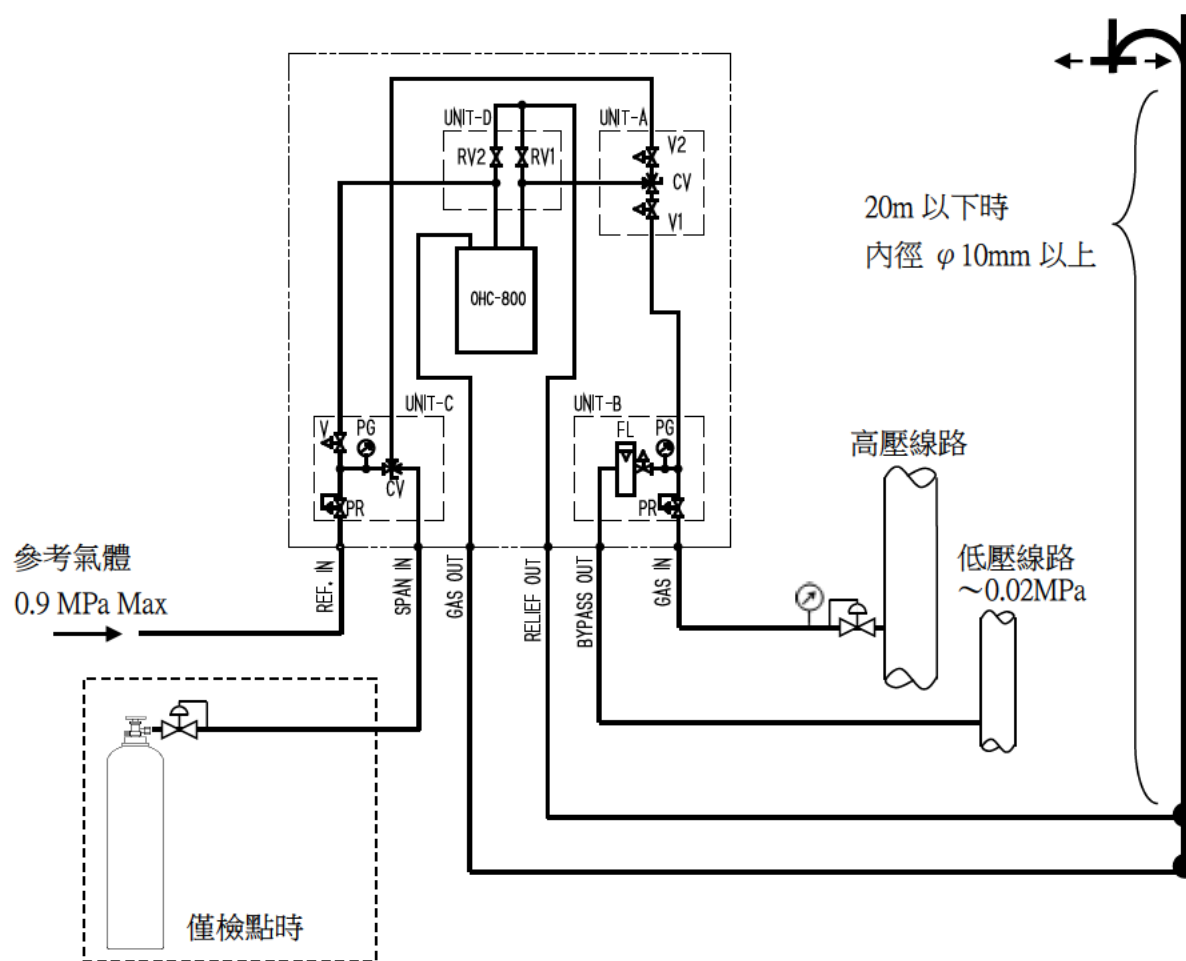 UNIT-D
UNIT-A
RV2
RV1
V2
CV
V1
20m 以下時
內徑 φ10mm 以上
OHC-800
UNIT-C
UNIT-B
V
PG
CV
PR
FL
PG
PR
高壓線路
參考氣體
0.9 MPa Max
REF. IN
SPAN IN
GAS OUT
RELIEF OUT
BYPASS OUT
GAS IN
低壓線路
～0.02MPa
僅檢點時